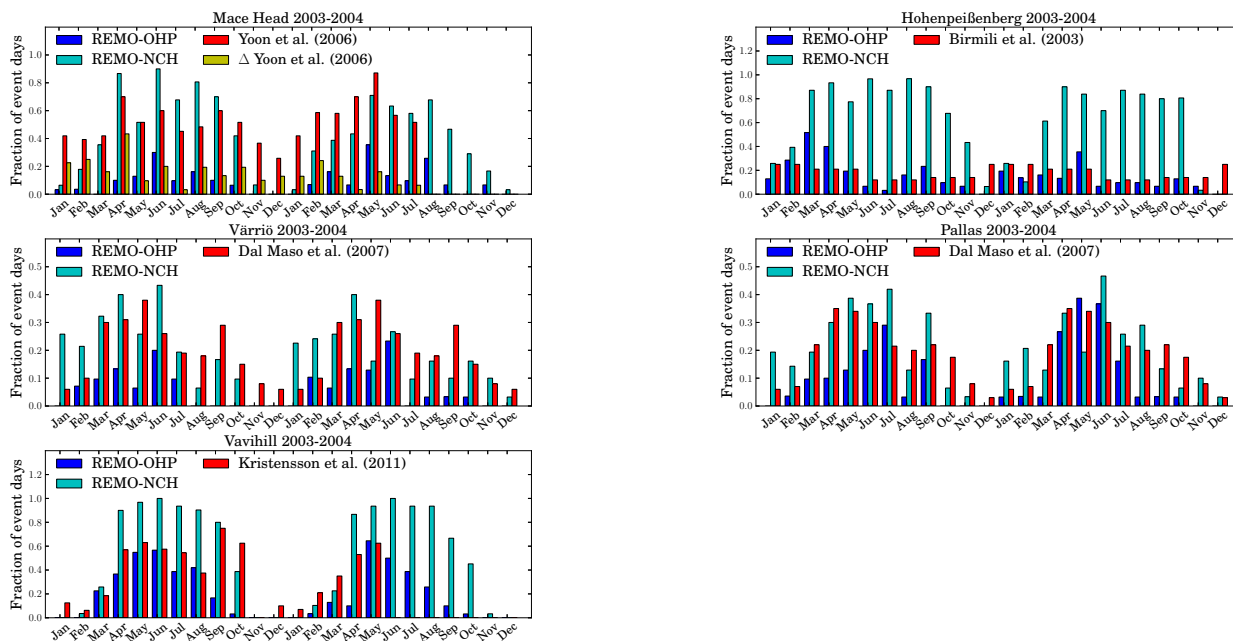 Mace Head 2003-2004
Fraction of event days
1.0
0.8
0.6
0.4
0.2
0.0
REMO-OHP
REMO-NCH
Yoon et al. (2006)
Δ Yoon et al. (2006)
Jan Feb Mar Apr May Jun Jul Aug Sep Oct Nov Dec Jan Feb Mar Apr May Jun Jul Aug Sep Oct Nov Dec
Hohenpeißenberg 2003-2004
Fraction of event days
1.2
1.0
0.8
0.6
0.4
0.2
0.0
REMO-OHP
REMO-NCH
Birmili et al. (2003)
Jan Feb Mar Apr May Jun Jul Aug Sep Oct Nov Dec Jan Feb Mar Apr May Jun Jul Aug Sep Oct Nov Dec
Värriö 2003-2004
Fraction of event days
0.5
0.4
0.3
0.2
0.1
0.0
REMO-OHP
REMO-NCH
Dal Maso et al. (2007)
Jan Feb Mar Apr May Jun Jul Aug Sep Oct Nov Dec Jan Feb Mar Apr May Jun Jul Aug Sep Oct Nov Dec
Pallas 2003-2004
Fraction of event days
0.5
0.4
0.3
0.2
0.1
0.0
REMO-OHP
REMO-NCH
Dal Maso et al. (2007)
Jan Feb Mar Apr May Jun Jul Aug Sep Oct Nov Dec Jan Feb Mar Apr May Jun Jul Aug Sep Oct Nov Dec
Vavihill 2003-2004
Fraction of event days
1.2
1.0
0.8
0.6
0.4
0.2
0.0
REMO-OHP
REMO-NCH
Kristensson et al. (2011)
Jan Feb Mar Apr May Jun Jul Aug Sep Oct Nov Dec Jan Feb Mar Apr May Jun Jul Aug Sep Oct Nov Dec